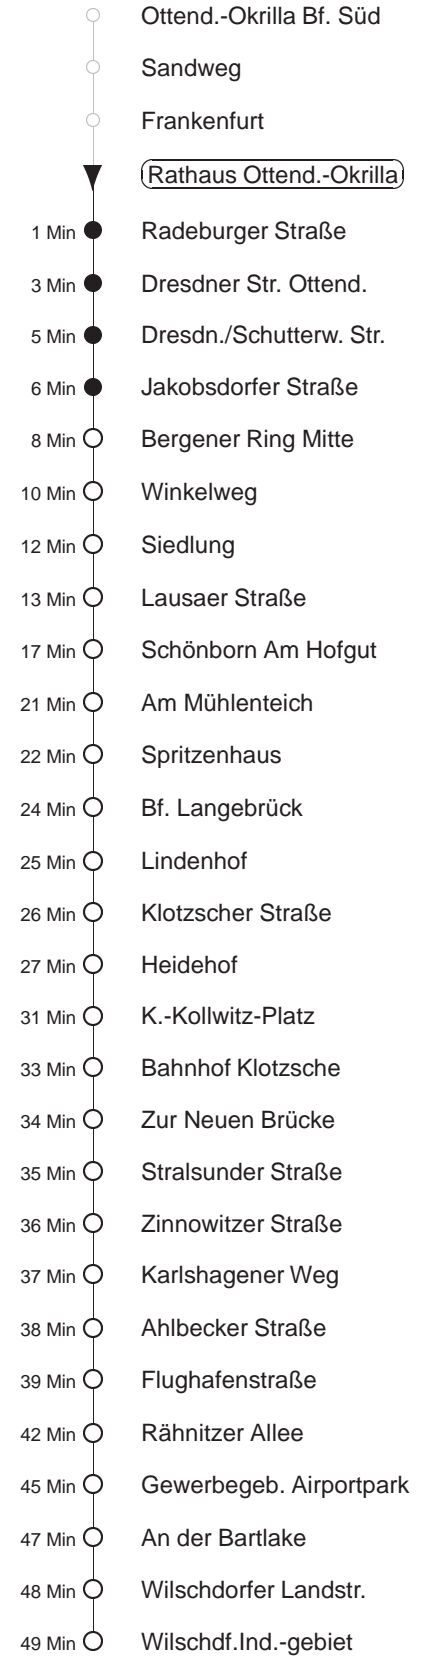 Ottend.-Okrilla Bf. Süd
Sandweg
Frankenfurt
Rathaus Ottend.-Okrilla
1 Min Radeburger Straße
3 Min Dresdner Str. Ottend.
5 Min Dresdn./Schutterw. Str.
6 Min Jakobsdorfer Straße
8 Min Bergener Ring Mitte
10 Min Winkelweg
12 Min Siedlung
13 Min Lausaer Straße
17 Min Schönborn Am Hofgut
21 Min Am Mühlenteich
22 Min Spritzenhaus
24 Min Bf. Langebrück
25 Min Lindenhof
26 Min Klotzscher Straße
27 Min Heidehof
31 Min K.-Kollwitz-Platz
33 Min Bahnhof Klotzsche
34 Min Zur Neuen Brücke
35 Min Stralsunder Straße
36 Min Zinnowitzer Straße
37 Min Karlshagener Weg
38 Min Ahlbecker Straße
39 Min Flughafenstraße
42 Min Rähnitzer Allee
45 Min Gewerbegeb. Airportpark
47 Min An der Bartlake
48 Min Wilschdorfer Landstr.
49 Min Wilschdf.Ind.-gebiet